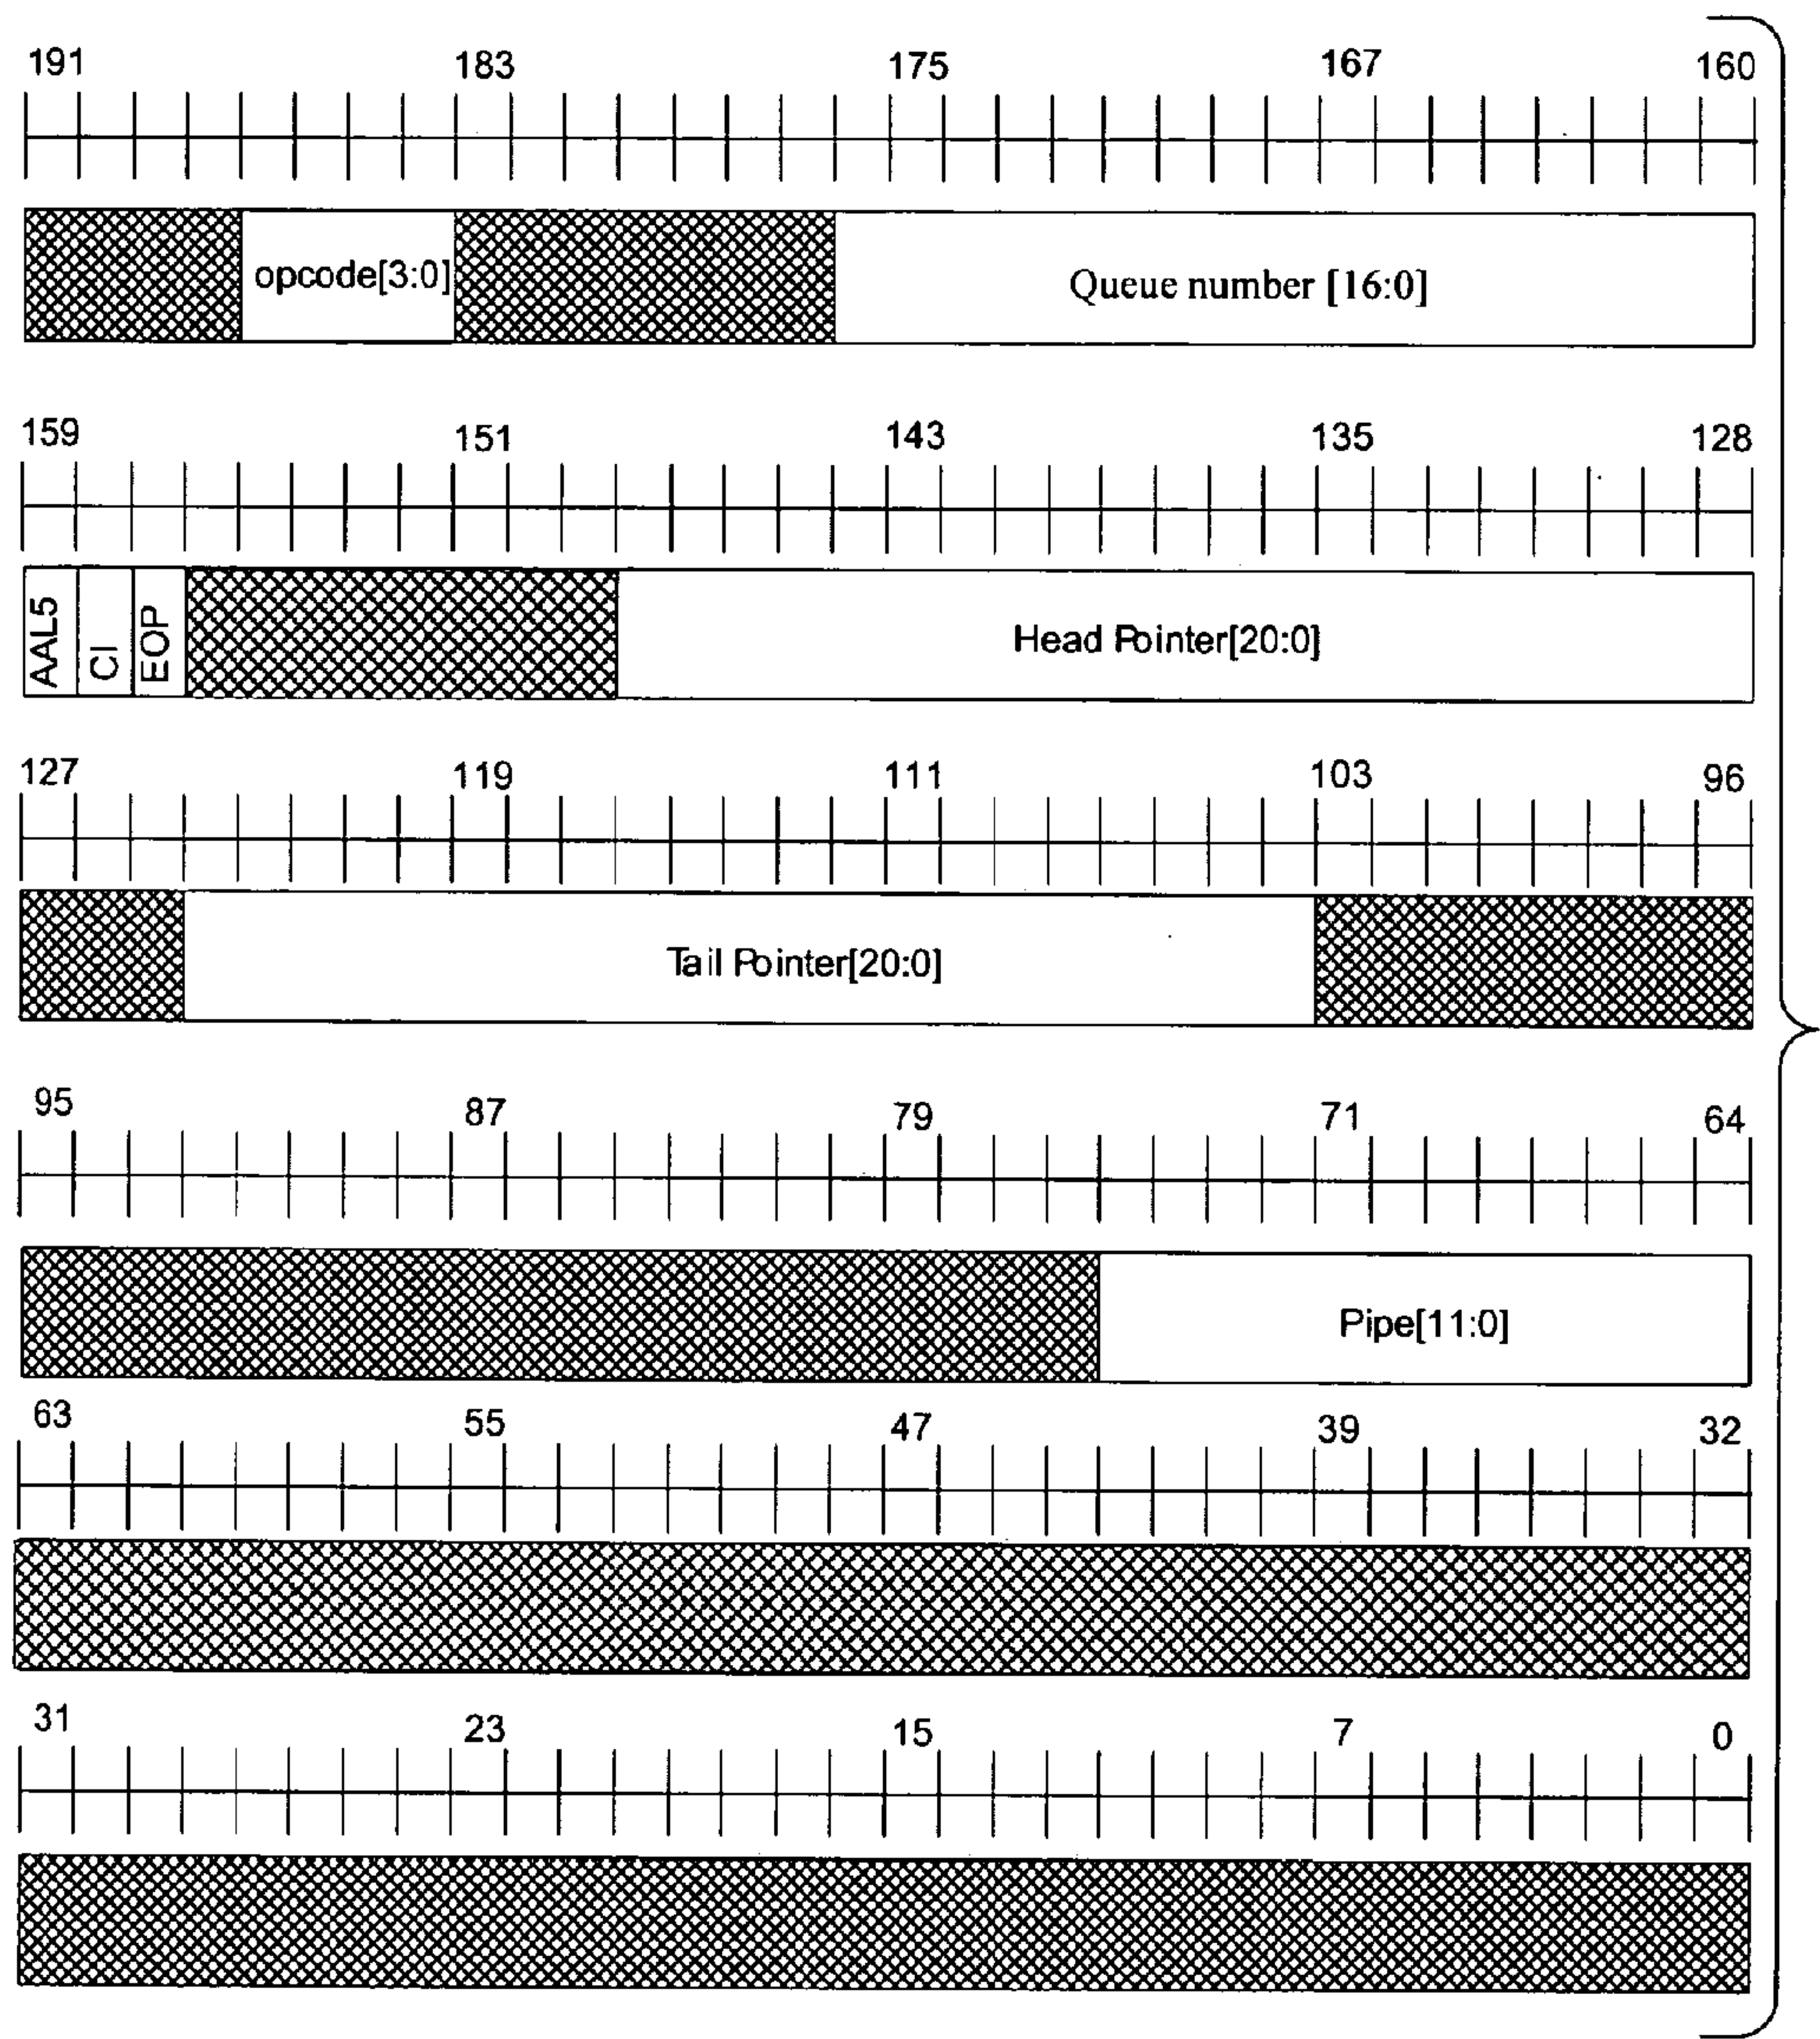 191 183 175 167 160
opcode[3:0] Queue number [16:0]
159 151 143 135 128
AAL5 CI EOP Head Pointer[20:0]
127 119 111 103 96
Tail Pointer[20:0]
95 87 79 71 64
Pipe[11:0]
63 55 47 39 32
31 23 15 7 0